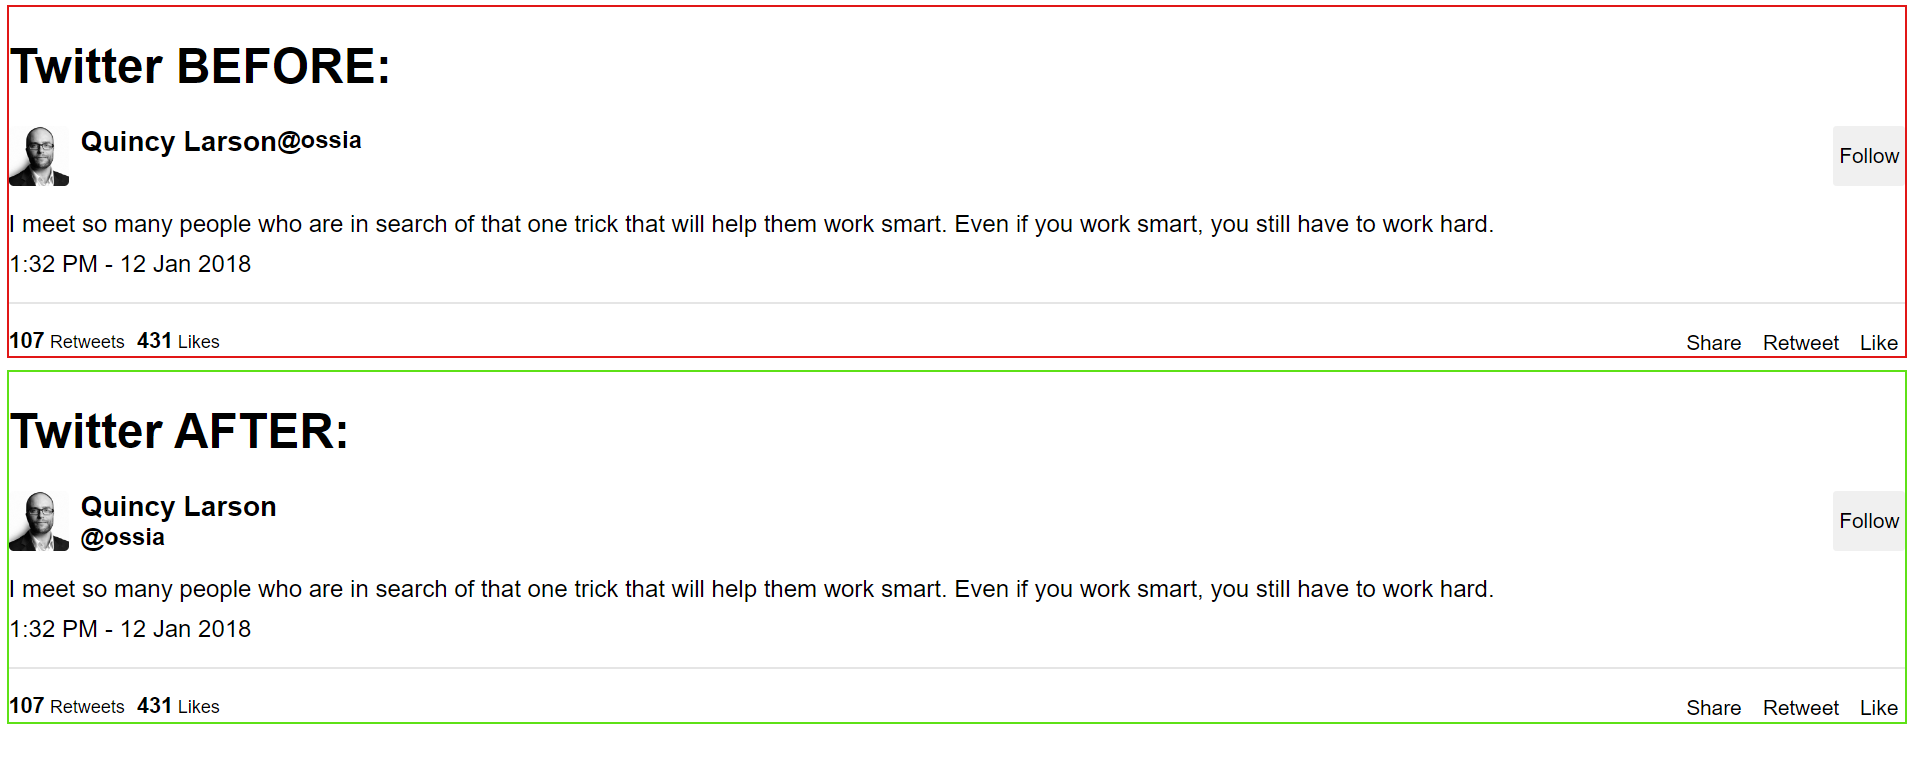 Twitter BEFORE:
Quincy Larson@ossia
Follow
I meet so many people who are in search of that one trick that will help them work smart. Even if you work smart, you still have to work hard.
1:32 PM - 12 Jan 2018
107 Retweets 431 Likes
Share Retweet Like
Twitter AFTER:
Quincy Larson
@ossia
Follow
I meet so many people who are in search of that one trick that will help them work smart. Even if you work smart, you still have to work hard.
1:32 PM - 12 Jan 2018
107 Retweets 431 Likes
Share Retweet Like